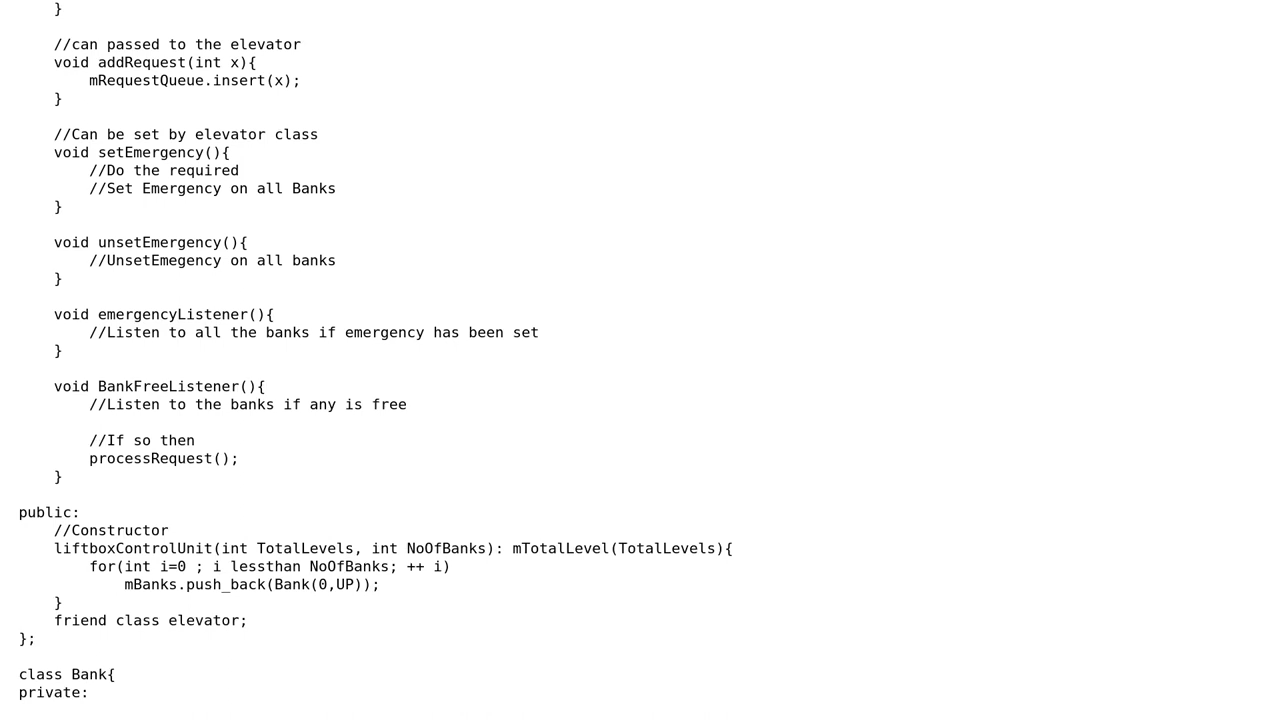 }
//can passed to the elevator
void addRequest(int x){
mRequestQueue.insert(x);
}
//Can be set by elevator class
void setEmergency(){
//Do the required
//Set Emergency on all Banks
}
void unsetEmergency(){
//UnsetEmegency on all banks
}
void emergencyListener(){
//Listen to all the banks if emergency has been set
}
void BankFreeListener(){
//Listen to the banks if any is free
//If so then
processRequest();
}
public:
//Constructor
liftboxControlUnit(int TotalLevels, int NoOfBanks): mTotalLevel(TotalLevels){
for(int i=0 ; i lessthan NoOfBanks; ++ i)
mBanks.push_back(Bank(0,UP));
}
friend class elevator;
};
class Bank{
private: